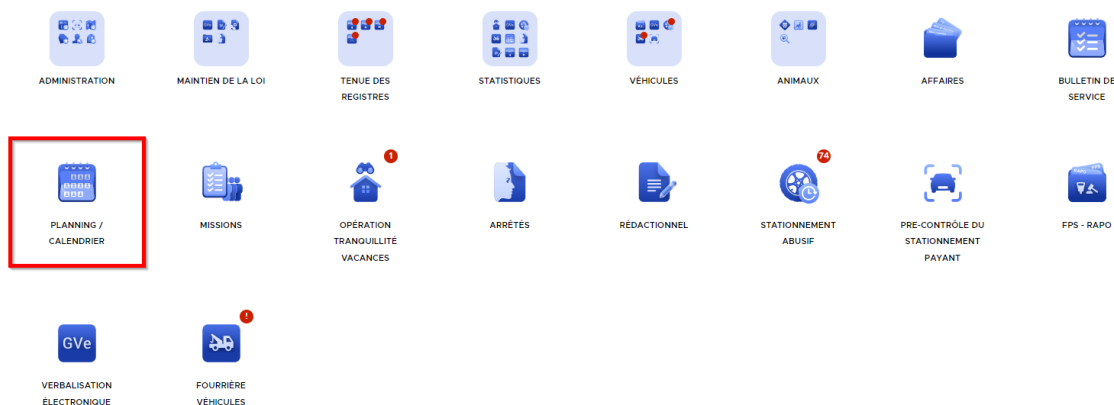 ADMINISTRATION
MAINTIEN DE LA LOI
TENUE DES
REGISTRES
STATISTIQUES
VÉHICULES
ANIMAUX
AFFAIRES
BULLETIN DE
SERVICE
PLANNING /
CALENDRIER
MISSIONS
1
OPÉRATION
TRANQUILLITÉ
VACANCES
ARRÊTÉS
RÉDACTIONNEL
74
STATIONNEMENT
ABUSIF
PRE-CONTRÔLE DU
STATIONNEMENT
PAYANT
FPS - RAPO
GVe
VERBALISATION
ÉLECTRONIQUE
!
FOURRIÈRE
VÉHICULES